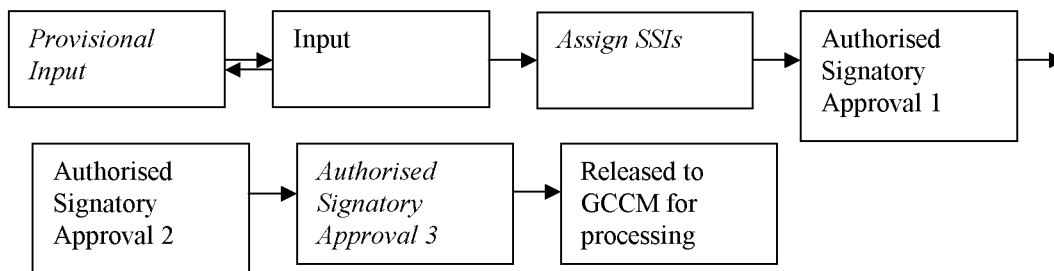 Provisional
Input
Input
Assign SSIs
Authorised
Signatory
Approval 1
Authorised
Signatory
Approval 2
Authorised
Signatory
Approval 3
Released to
GCCM for
processing